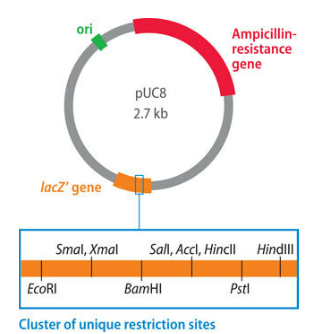 ori
Ampicillin-
resistance
gene
pUC8
2.7 kb
lacZ' gene
SmaI, XmaI SalI, AccI, HincII HindIII
EcoRI BamHI PstI
Cluster of unique restriction sites